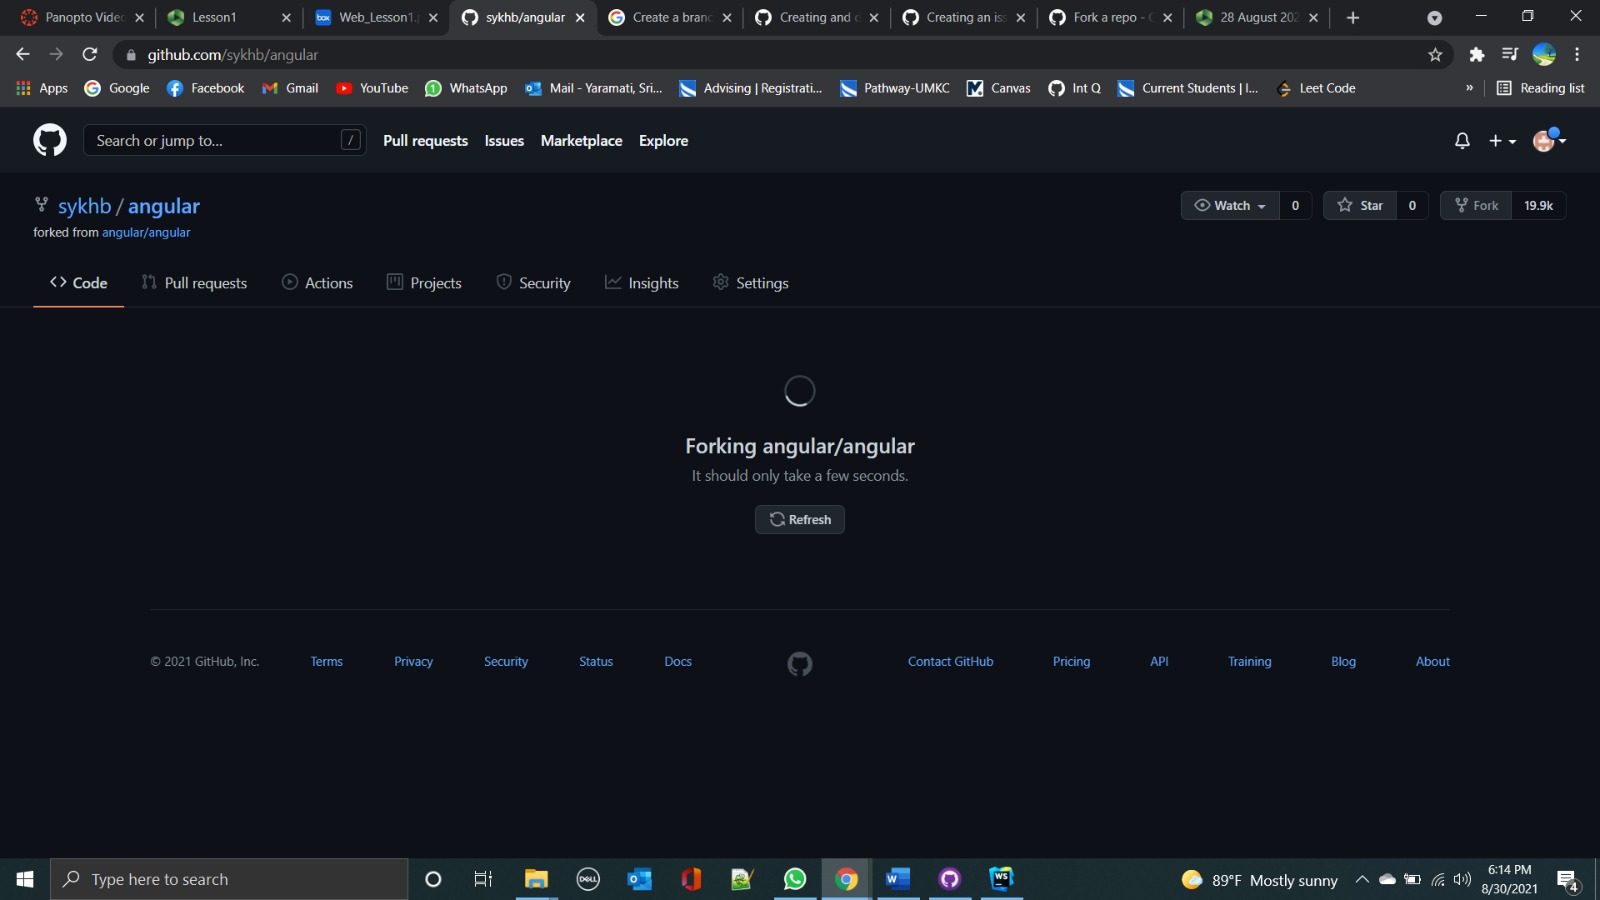 Panopto Video
Lesson1
Web_Lesson1.p
sykhb/angular
Create a branc
Creating and d
Creating an iss
Fork a repo - G
28 August 202
github.com/sykhb/angular
Apps
Google
Facebook
Gmail
YouTube
WhatsApp
Mail - Yaramati, Sri...
Advising | Registrati...
Pathway-UMKC
Canvas
Int Q
Current Students | I...
Leet Code
»
Reading list
Search or jump to...
/
Pull requests
Issues
Marketplace
Explore
sykhb / angular
Watch
0
Star
0
Fork
19.9k
forked from angular/angular
Code
Pull requests
Actions
Projects
Security
Insights
Settings
Forking angular/angular
It should only take a few seconds.
Refresh
© 2021 GitHub, Inc.
Terms
Privacy
Security
Status
Docs
Contact GitHub
Pricing
API
Training
Blog
About
Type here to search
DELL
WS
89°F Mostly sunny
6:14 PM
8/30/2021
4